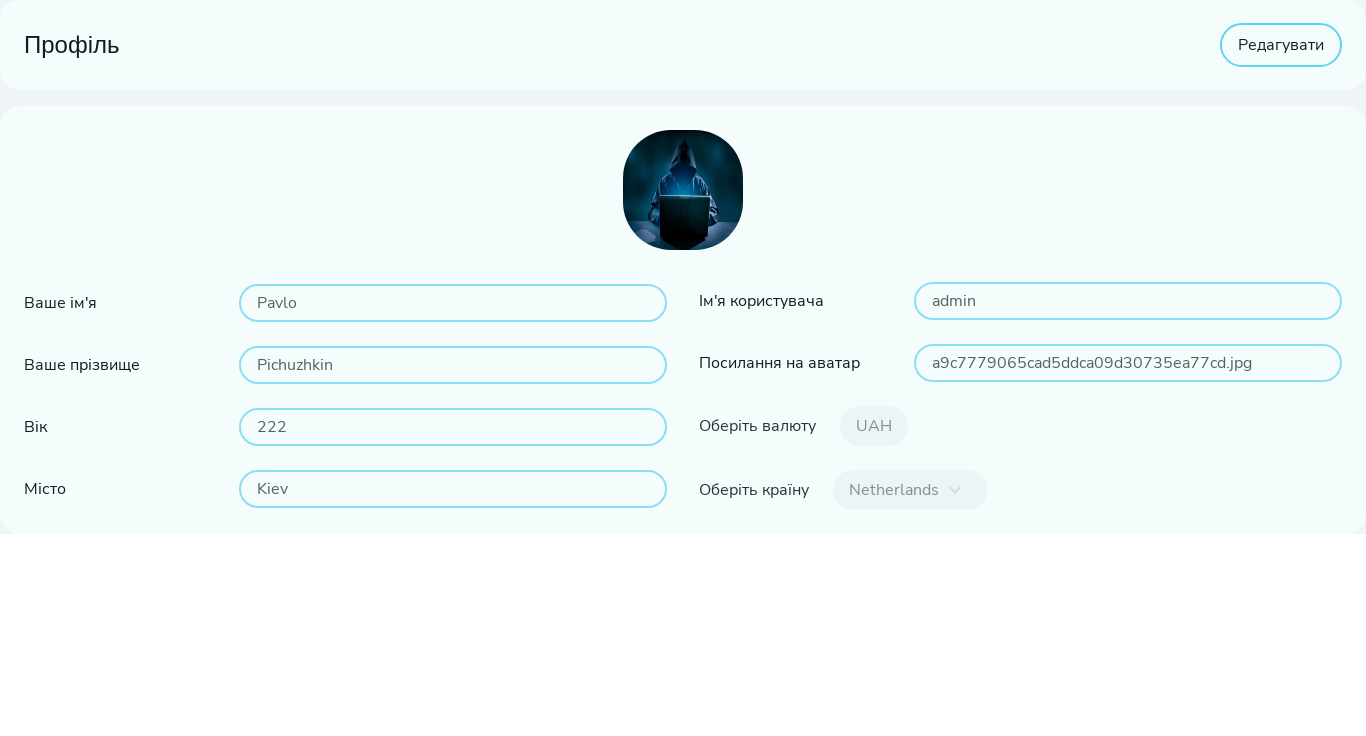 Профіль
Редагувати
Ваше ім'я
Pavlo
Ваше прізвище
Pichuzhkin
Вік
222
Місто
Kiev
Ім'я користувача
admin
Посилання на аватар
a9c7779065cad5ddca09d30735ea77cd.jpg
Оберіть валюту
UAH
Оберіть країну
Netherlands